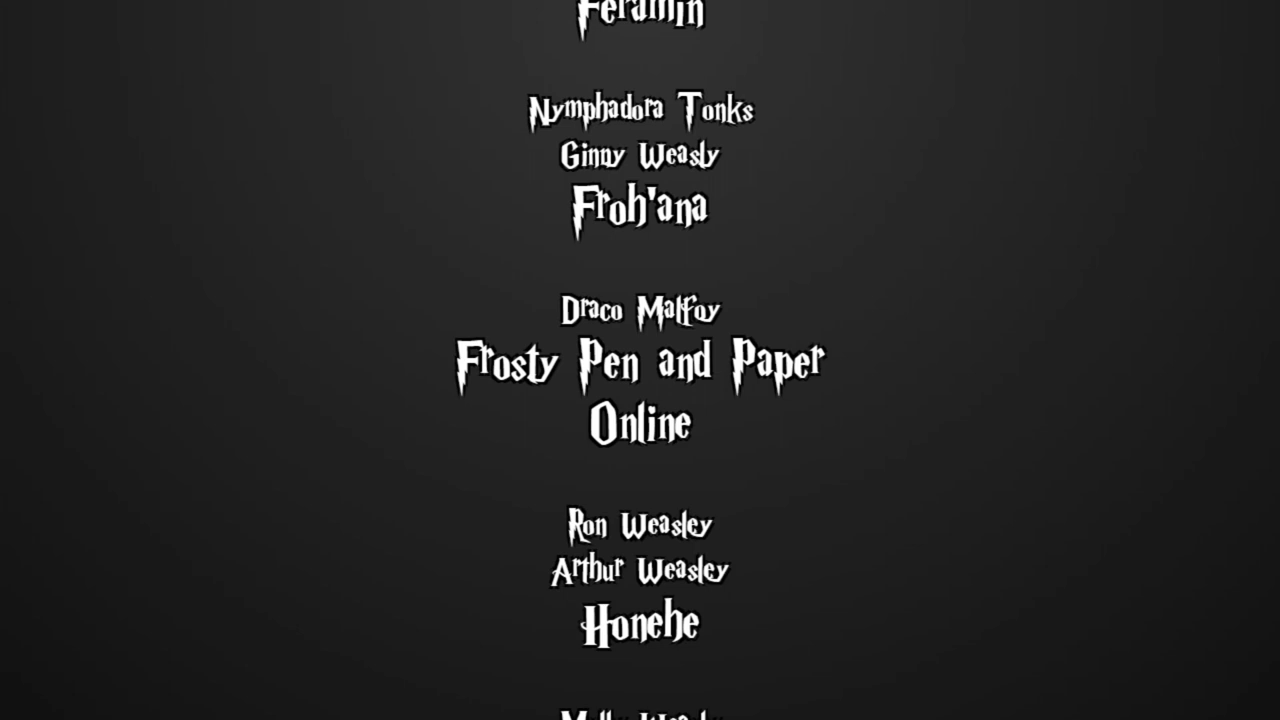 Feramin
Nymphadora Tonks
Ginny Weasly
Froh'ana
Draco Malfoy
Frosty Pen and Paper
Online
Ron Weasley
Arthur Weasley
Honehe